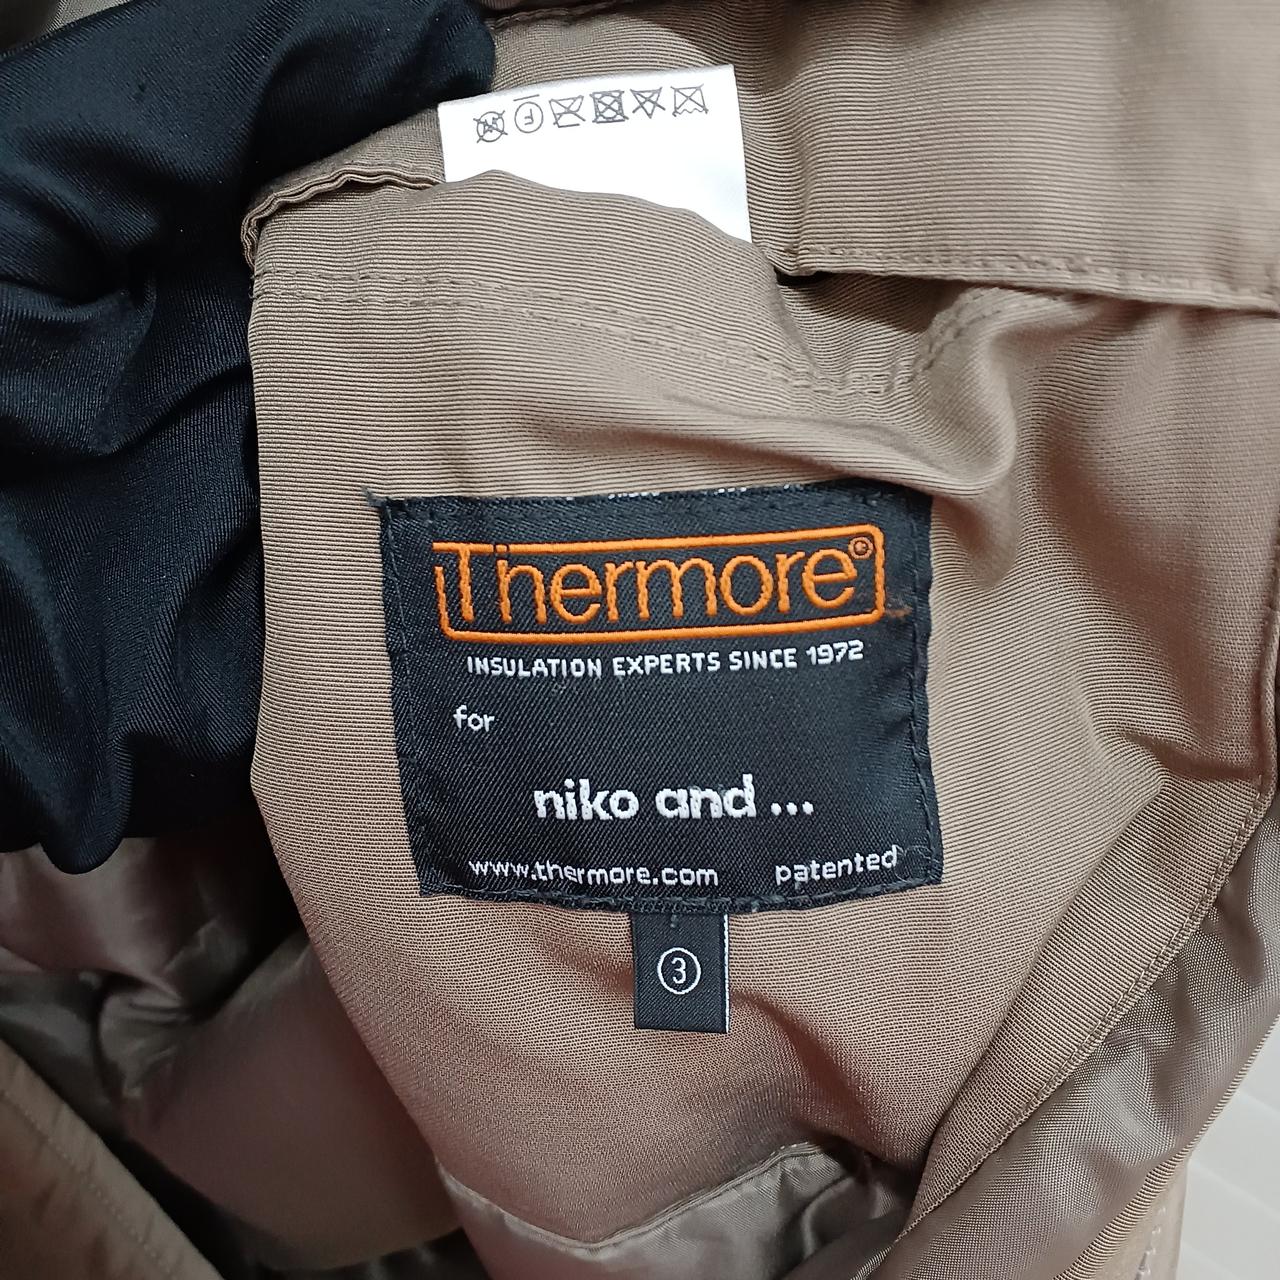 W F
Thermore®
INSULATION EXPERTS SINCE 1972
for
niko and ...
www.thermore.com patented
3